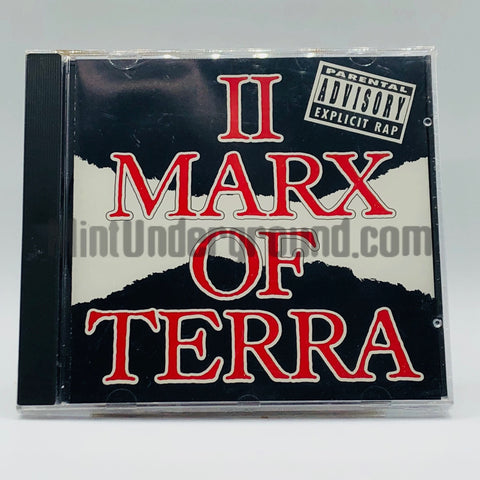 II
PARENTAL
ADVISORY
EXPLICIT RAP
MARX
MintUnderground.com
OF
TERRA